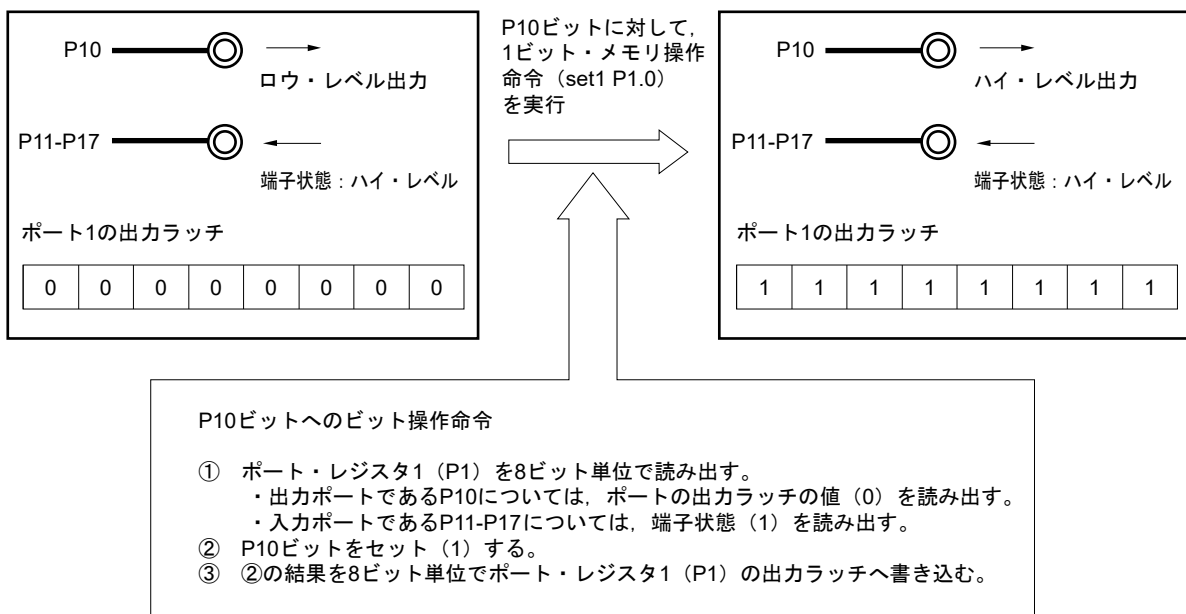 P10
ロウ・レベル出力
P11-P17
端子状態：ハイ・レベル
ポート1の出力ラッチ
0 0 0 0 0 0 0 0
P10ビットに対して，
1ビット・メモリ操作
命令（set1 P1.0）
を実行
P10
ハイ・レベル出力
P11-P17
端子状態：ハイ・レベル
ポート1の出力ラッチ
1 1 1 1 1 1 1 1
P10ビットへのビット操作命令
① ポート・レジスタ1（P1）を8ビット単位で読み出す。
・出力ポートであるP10については，ポートの出力ラッチの値（0）を読み出す。
・入力ポートであるP11-P17については，端子状態（1）を読み出す。
② P10ビットをセット（1）する。
③ ②の結果を8ビット単位でポート・レジスタ1（P1）の出力ラッチへ書き込む。